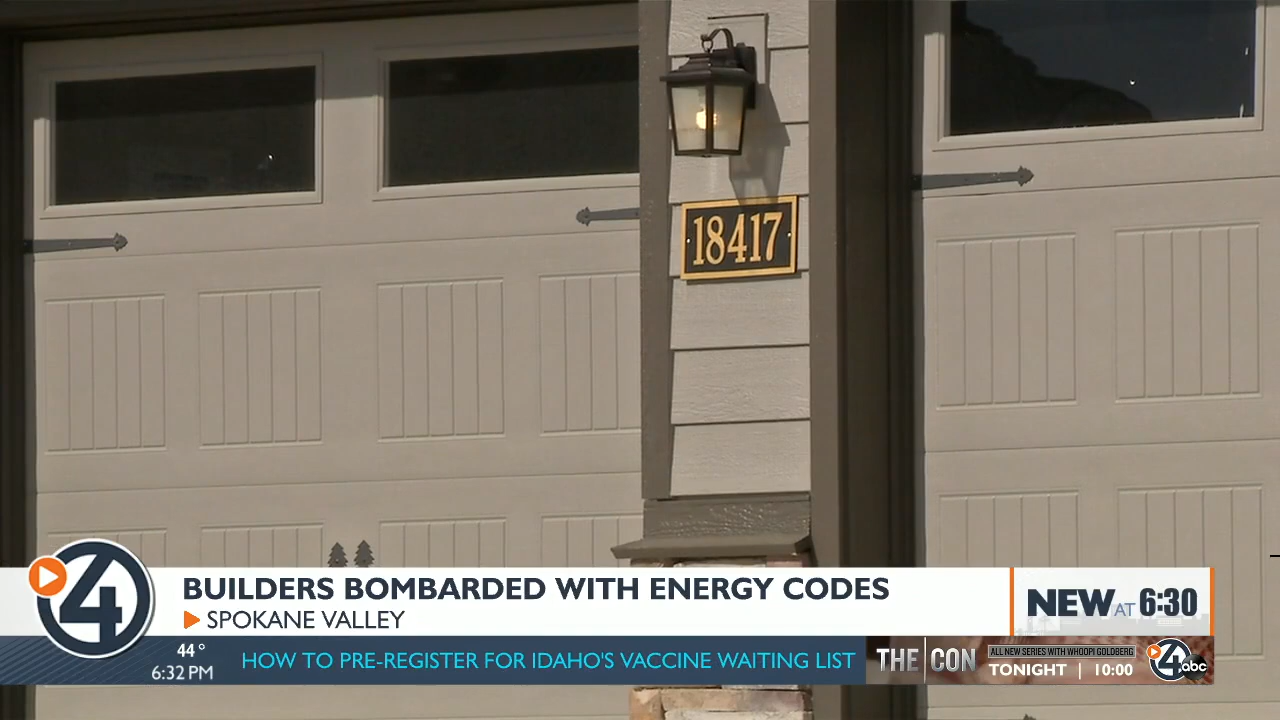 18417
BUILDERS BOMBARDED WITH ENERGY CODES
SPOKANE VALLEY
NEW AT 6:30
4
44°
6:32 PM
HOW TO PRE-REGISTER FOR IDAHO'S VACCINE WAITING LIST
THE CON
ALL NEW SERIES WITH WHOOPI GOLDBERG
TONIGHT | 10:00
4 abc